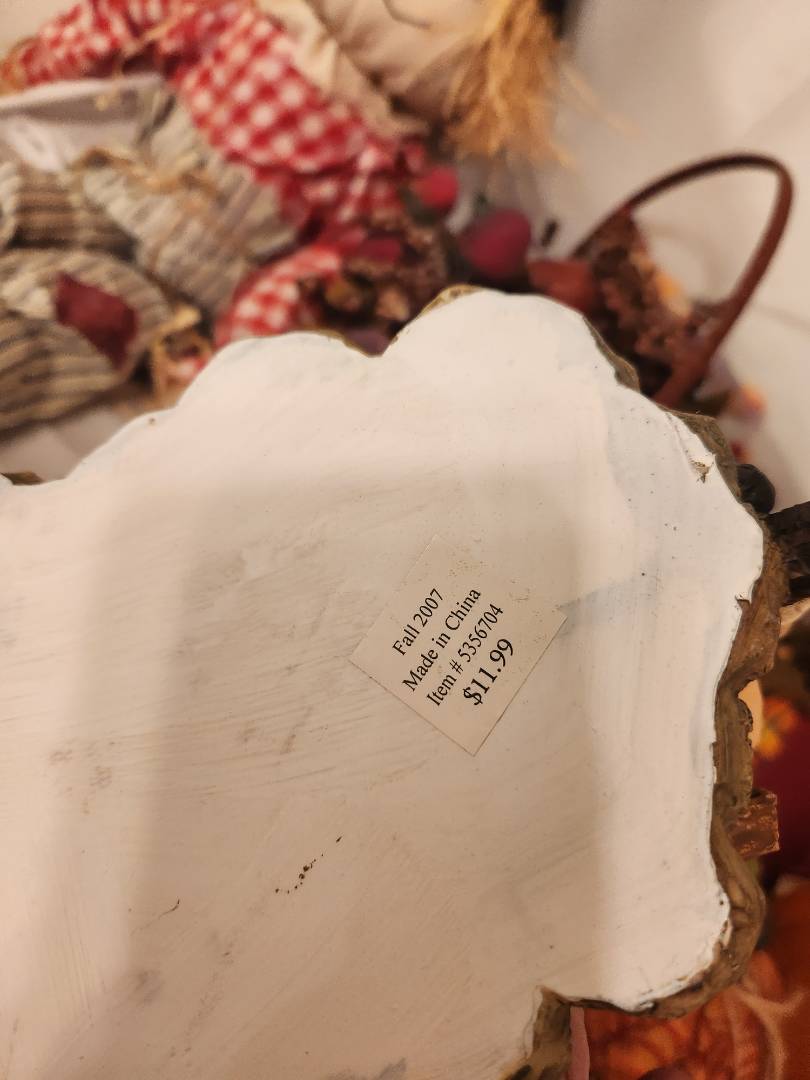 Fall 2007
Made in China
Item # 5356704
$11.99